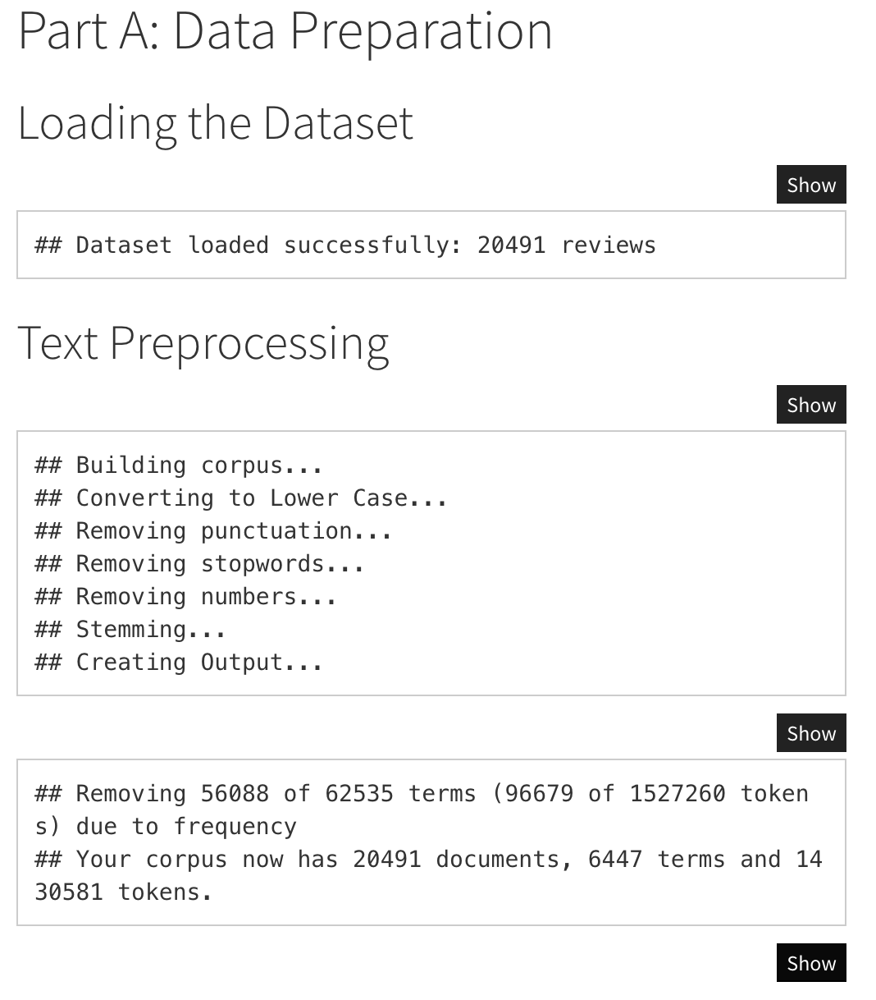 Part A: Data Preparation
Loading the Dataset
Show
## Dataset loaded successfully: 20491 reviews
Text Preprocessing
Show
## Building corpus...
## Converting to Lower Case...
## Removing punctuation...
## Removing stopwords...
## Removing numbers...
## Stemming...
## Creating Output...
Show
## Removing 56088 of 62535 terms (96679 of 1527260 token
s) due to frequency
## Your corpus now has 20491 documents, 6447 terms and 14
30581 tokens.
Show